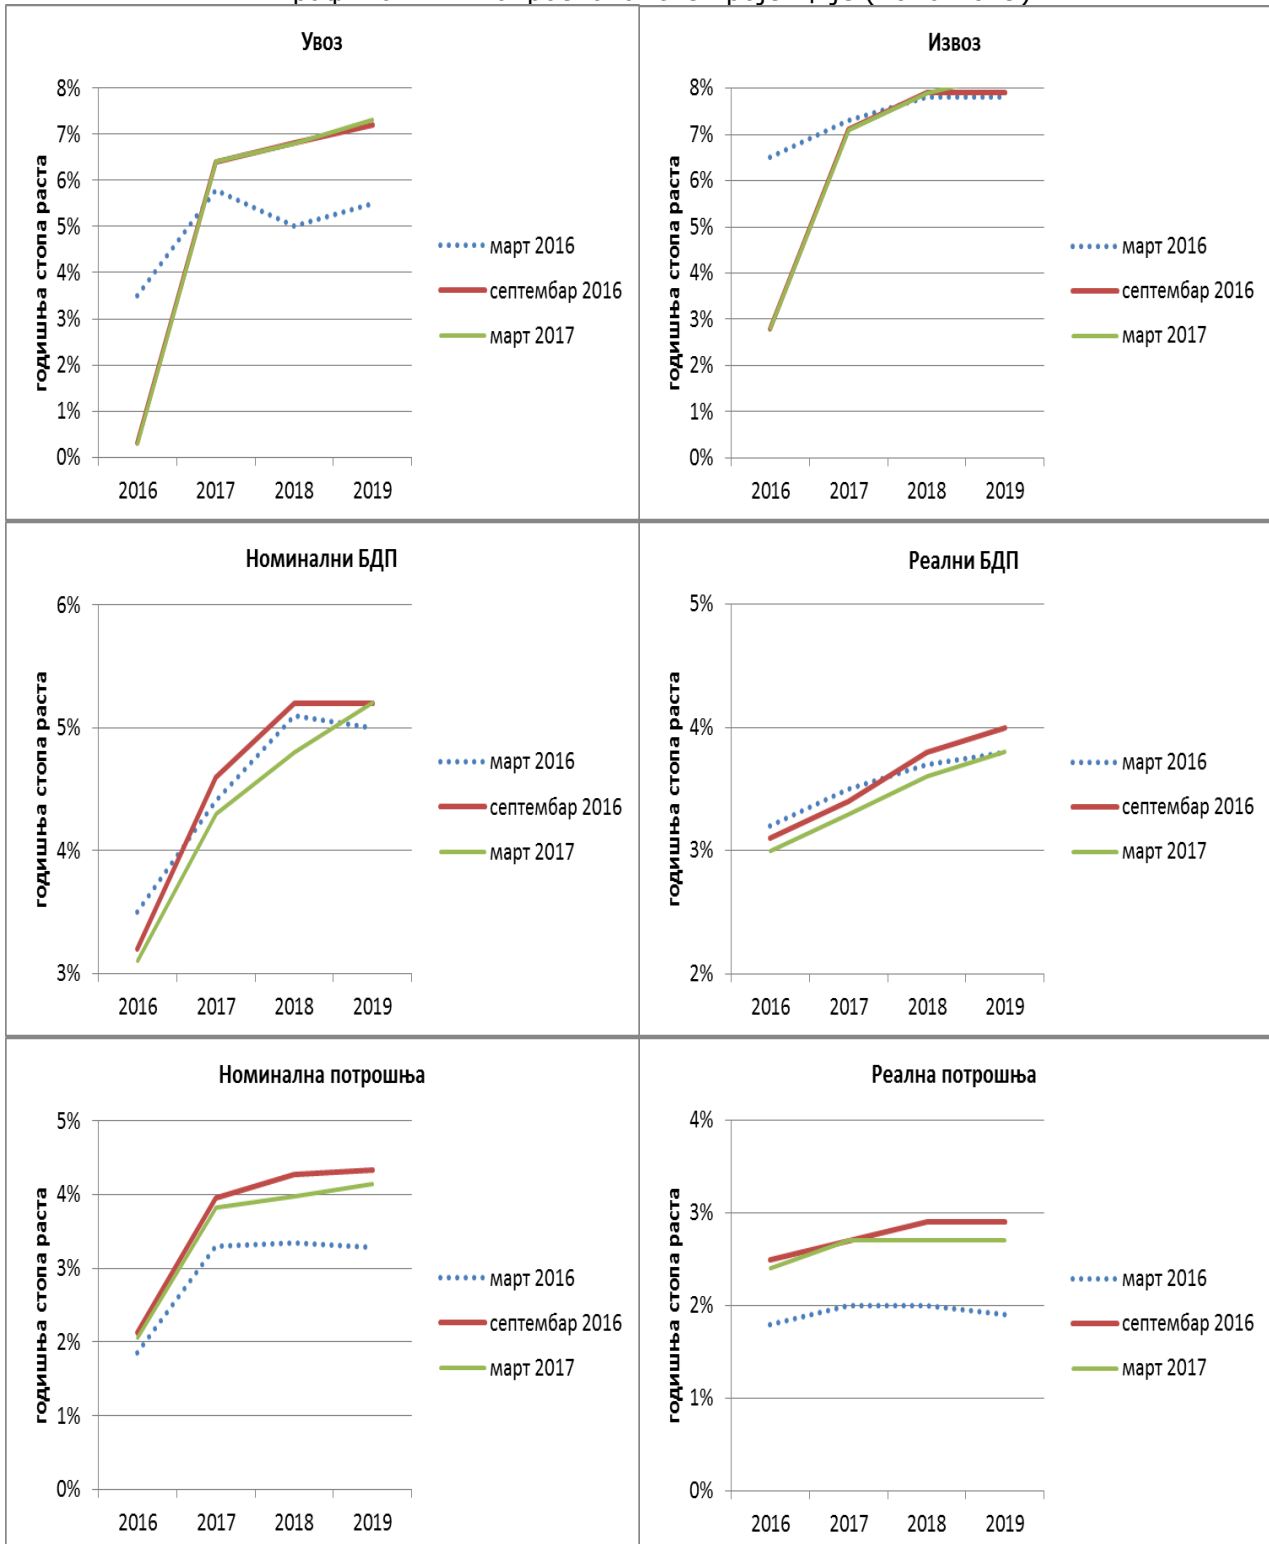 Увоз
годишња стопа раста
8%
7%
6%
5%
4%
3%
2%
1%
0%
2016 2017 2018 2019
март 2016
септембар 2016
март 2017
Извоз
годишња стопа раста
8%
7%
6%
5%
4%
3%
2%
1%
0%
2016 2017 2018 2019
март 2016
септембар 2016
март 2017
Номинални БДП
годишња стопа раста
6%
5%
4%
3%
2016 2017 2018 2019
март 2016
септембар 2016
март 2017
Реални БДП
годишња стопа раста
5%
4%
3%
2%
2016 2017 2018 2019
март 2016
септембар 2016
март 2017
Номинална потрошња
годишња стопа раста
5%
4%
3%
2%
1%
0%
2016 2017 2018 2019
март 2016
септембар 2016
март 2017
Реална потрошња
годишња стопа раста
4%
3%
2%
1%
0%
2016 2017 2018 2019
март 2016
септембар 2016
март 2017